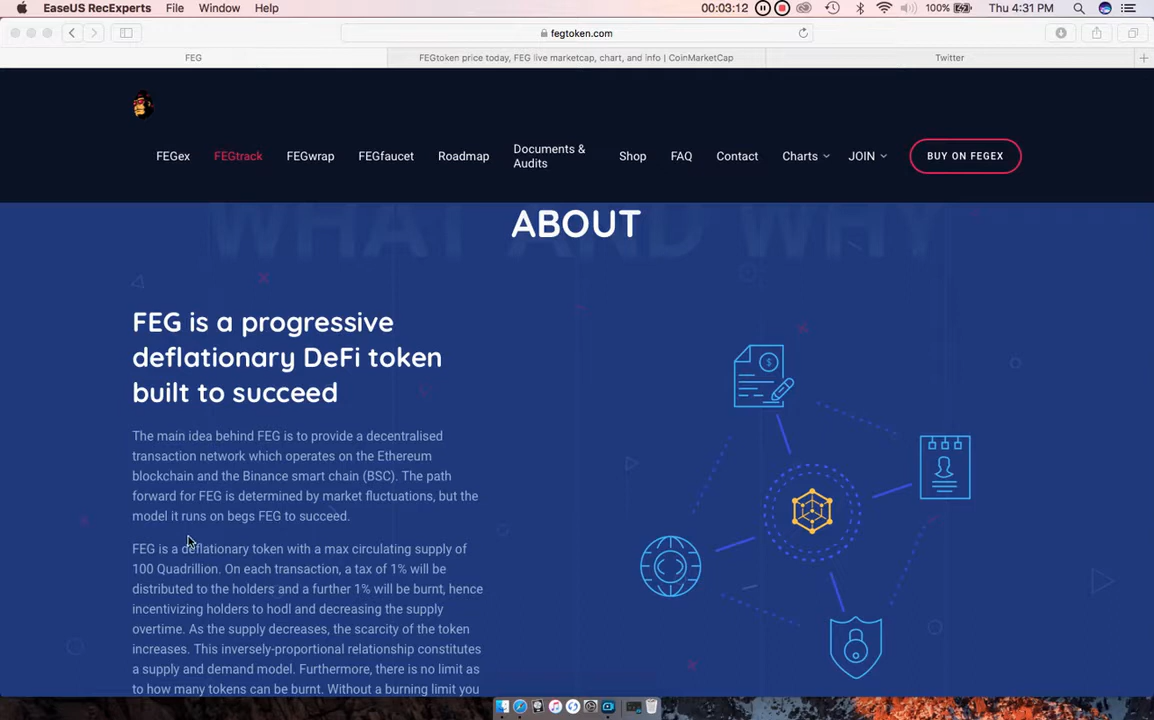 EaseUS RecExperts File Window Help 00:03:12 100% Thu 4:31 PM
fegtoken.com
FEG FEGtoken price today, FEG live marketcap, chart, and info | CoinMarketCap Twitter
FEGex FEGtrack FEGwrap FEGfaucet Roadmap Documents & Audits Shop FAQ Contact Charts JOIN BUY ON FEGEX
WHAT AND WHY
ABOUT
FEG is a progressive
deflationary DeFi token
built to succeed
The main idea behind FEG is to provide a decentralised
transaction network which operates on the Ethereum
blockchain and the Binance smart chain (BSC). The path
forward for FEG is determined by market fluctuations, but the
model it runs on begs FEG to succeed.
FEG is a deflationary token with a max circulating supply of
100 Quadrillion. On each transaction, a tax of 1% will be
distributed to the holders and a further 1% will be burnt, hence
incentivizing holders to hodl and decreasing the supply
overtime. As the supply decreases, the scarcity of the token
increases. This inversely-proportional relationship constitutes
a supply and demand model. Furthermore, there is no limit as
to how many tokens can be burnt. Without a burning limit you